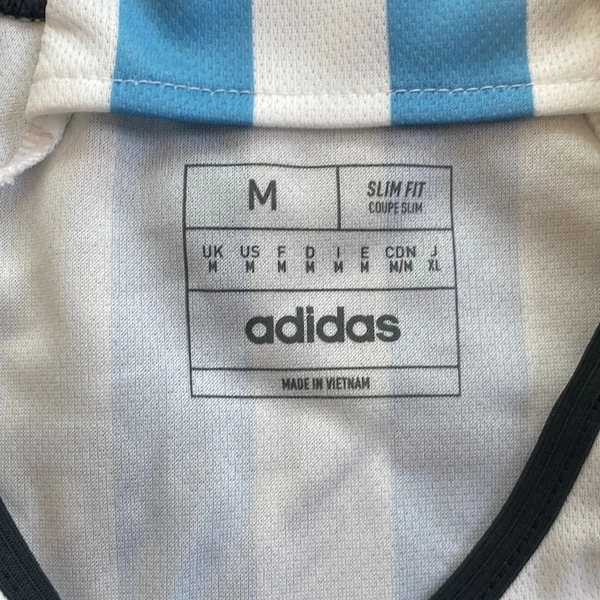 M
SLIM FIT
COUPE SLIM
UK US F D I E CDN J
M M M M M M M/M XL
adidas
MADE IN VIETNAM